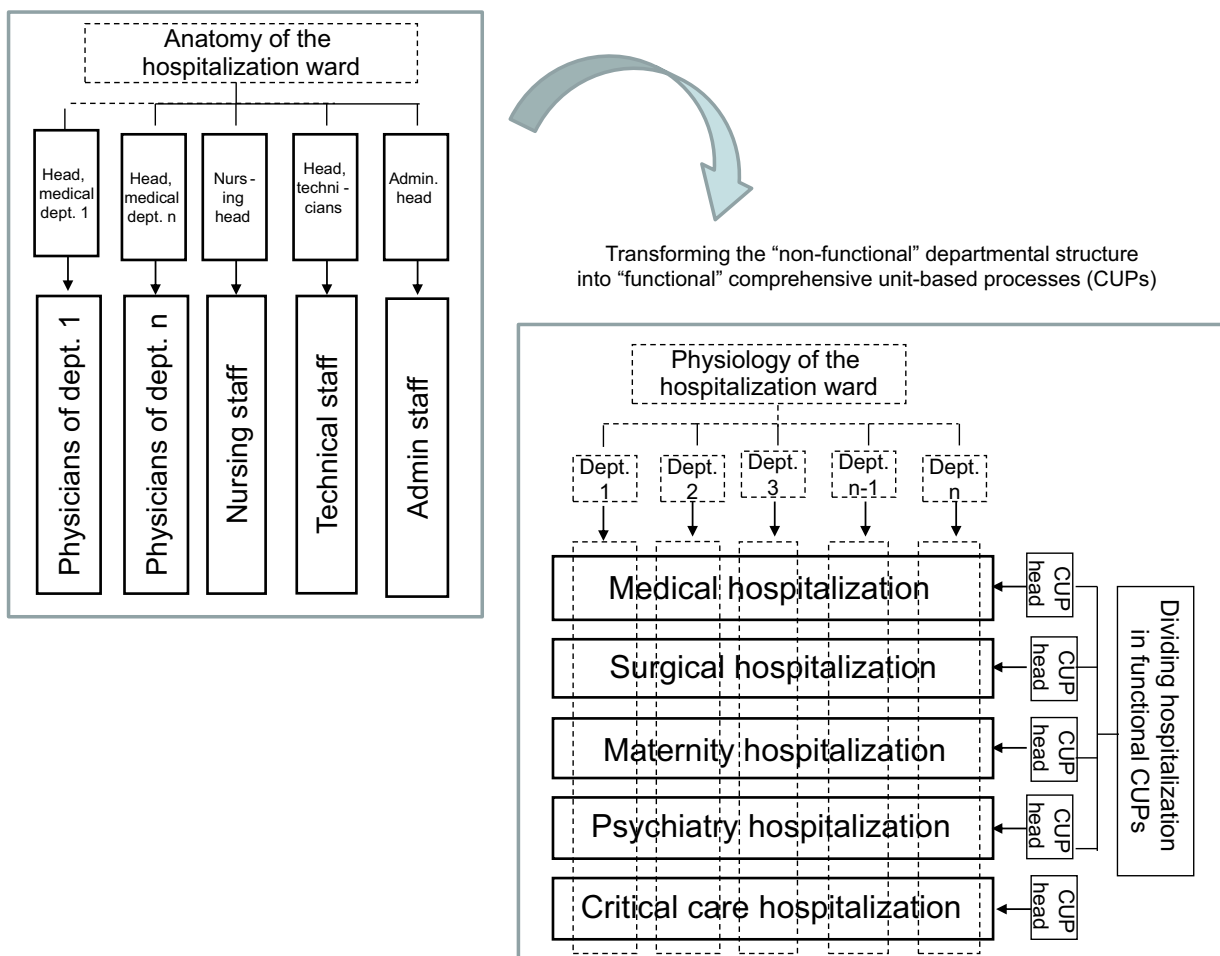 Anatomy of the
hospitalization ward
Head,
medical
dept. 1
Head,
medical
dept. n
Nurs -
ing
head
Head,
techni -
cians
Admin.
head
Physicians of dept. 1
Physicians of dept. n
Nursing staff
Technical staff
Admin staff
Transforming the “non-functional” departmental structure
into “functional” comprehensive unit-based processes (CUPs)
Physiology of the
hospitalization ward
Dept.
1
Dept.
2
Dept.
3
Dept.
n-1
Dept.
n
Medical hospitalization
CUP
head
Surgical hospitalization
CUP
head
Maternity hospitalization
CUP
head
Psychiatry hospitalization
CUP
head
Critical care hospitalization
CUP
head
Dividing hospitalization
in functional CUPs